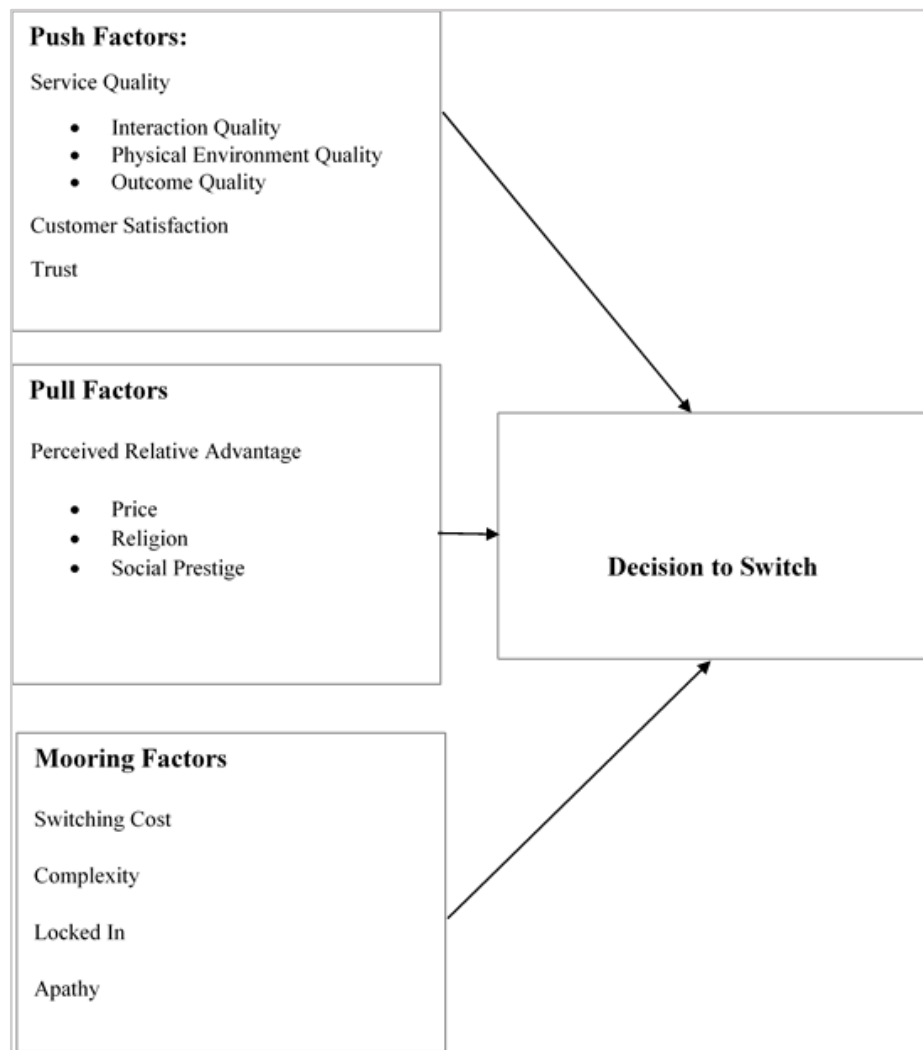 Push Factors:
Service Quality
• Interaction Quality
• Physical Environment Quality
• Outcome Quality
Customer Satisfaction
Trust
Pull Factors
Perceived Relative Advantage
• Price
• Religion
• Social Prestige
Decision to Switch
Mooring Factors
Switching Cost
Complexity
Locked In
Apathy